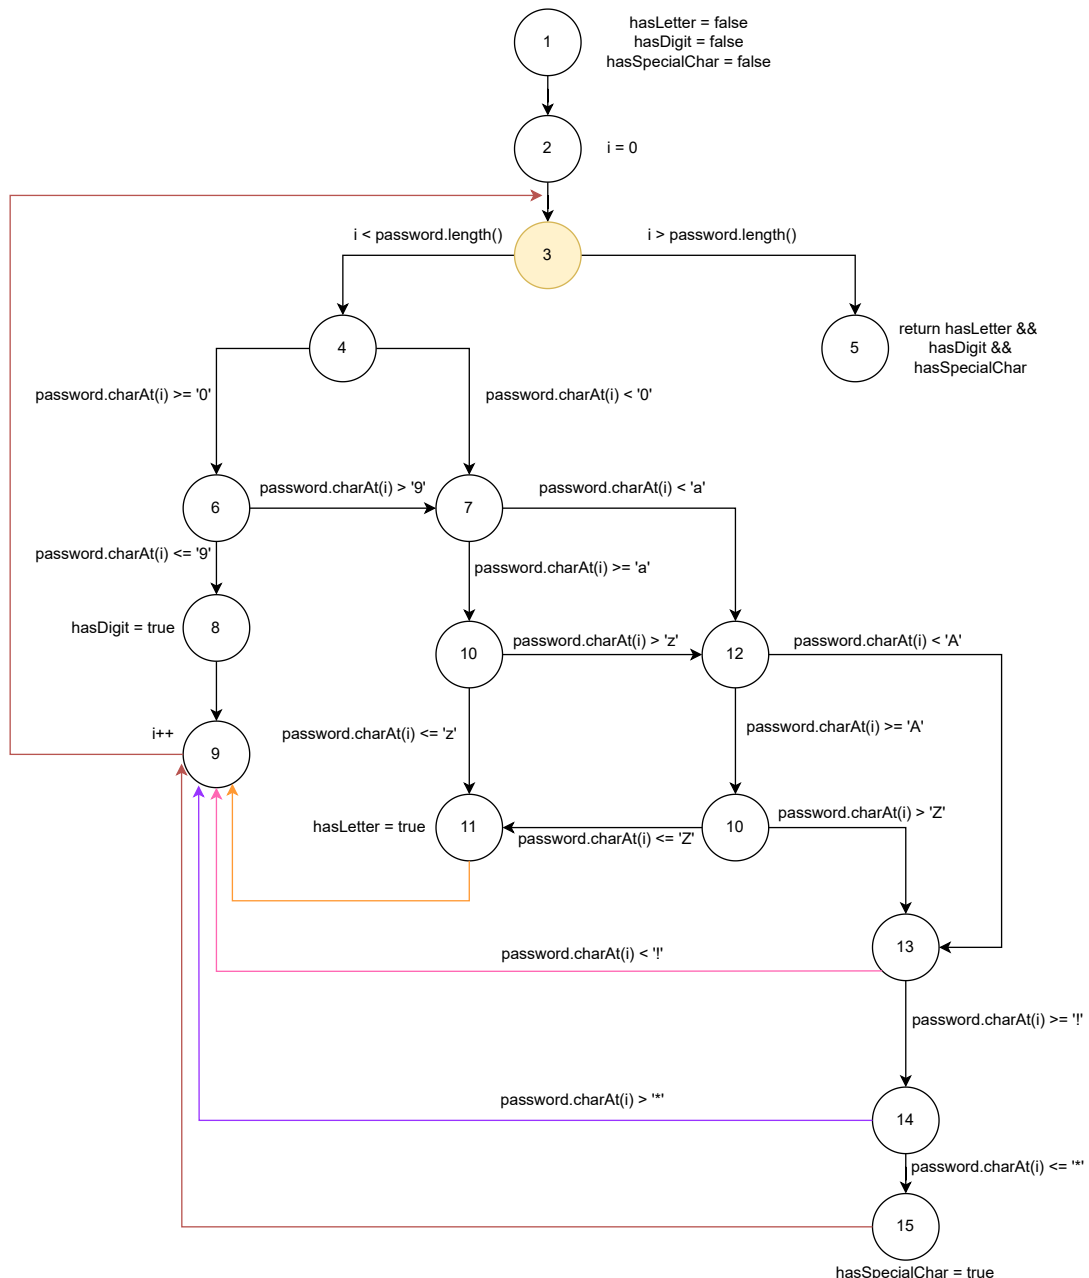 1
hasLetter = false
hasDigit = false
hasSpecialChar = false
2
i = 0
i < password.length()
3
i > password.length()
4
5
return hasLetter &&
hasDigit &&
hasSpecialChar
password.charAt(i) >= '0'
password.charAt(i) < '0'
6
password.charAt(i) > '9'
7
password.charAt(i) < 'a'
password.charAt(i) <= '9'
password.charAt(i) >= 'a'
hasDigit = true
8
10
password.charAt(i) > 'z'
12
password.charAt(i) < 'A'
i++
9
password.charAt(i) <= 'z'
password.charAt(i) >= 'A'
hasLetter = true
11
password.charAt(i) <= 'Z'
10
password.charAt(i) > 'Z'
password.charAt(i) < '!'
13
password.charAt(i) >= '!'
password.charAt(i) > '*'
14
password.charAt(i) <= '*'
15
hasSpecialChar = true